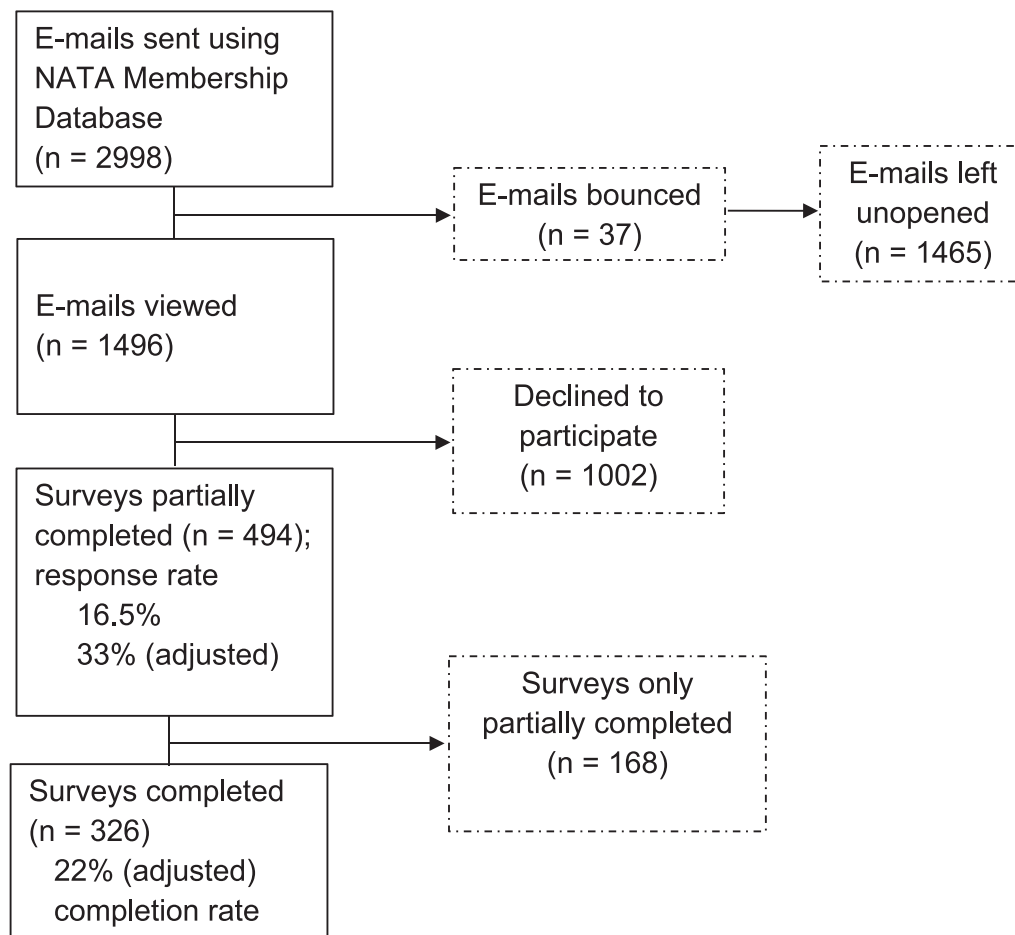 E-mails sent using
NATA Membership
Database
(n = 2998)
E-mails bounced
(n = 37)
E-mails left
unopened
(n = 1465)
E-mails viewed
(n = 1496)
Declined to
participate
(n = 1002)
Surveys partially
completed (n = 494);
response rate
16.5%
33% (adjusted)
Surveys only
partially completed
(n = 168)
Surveys completed
(n = 326)
22% (adjusted)
completion rate